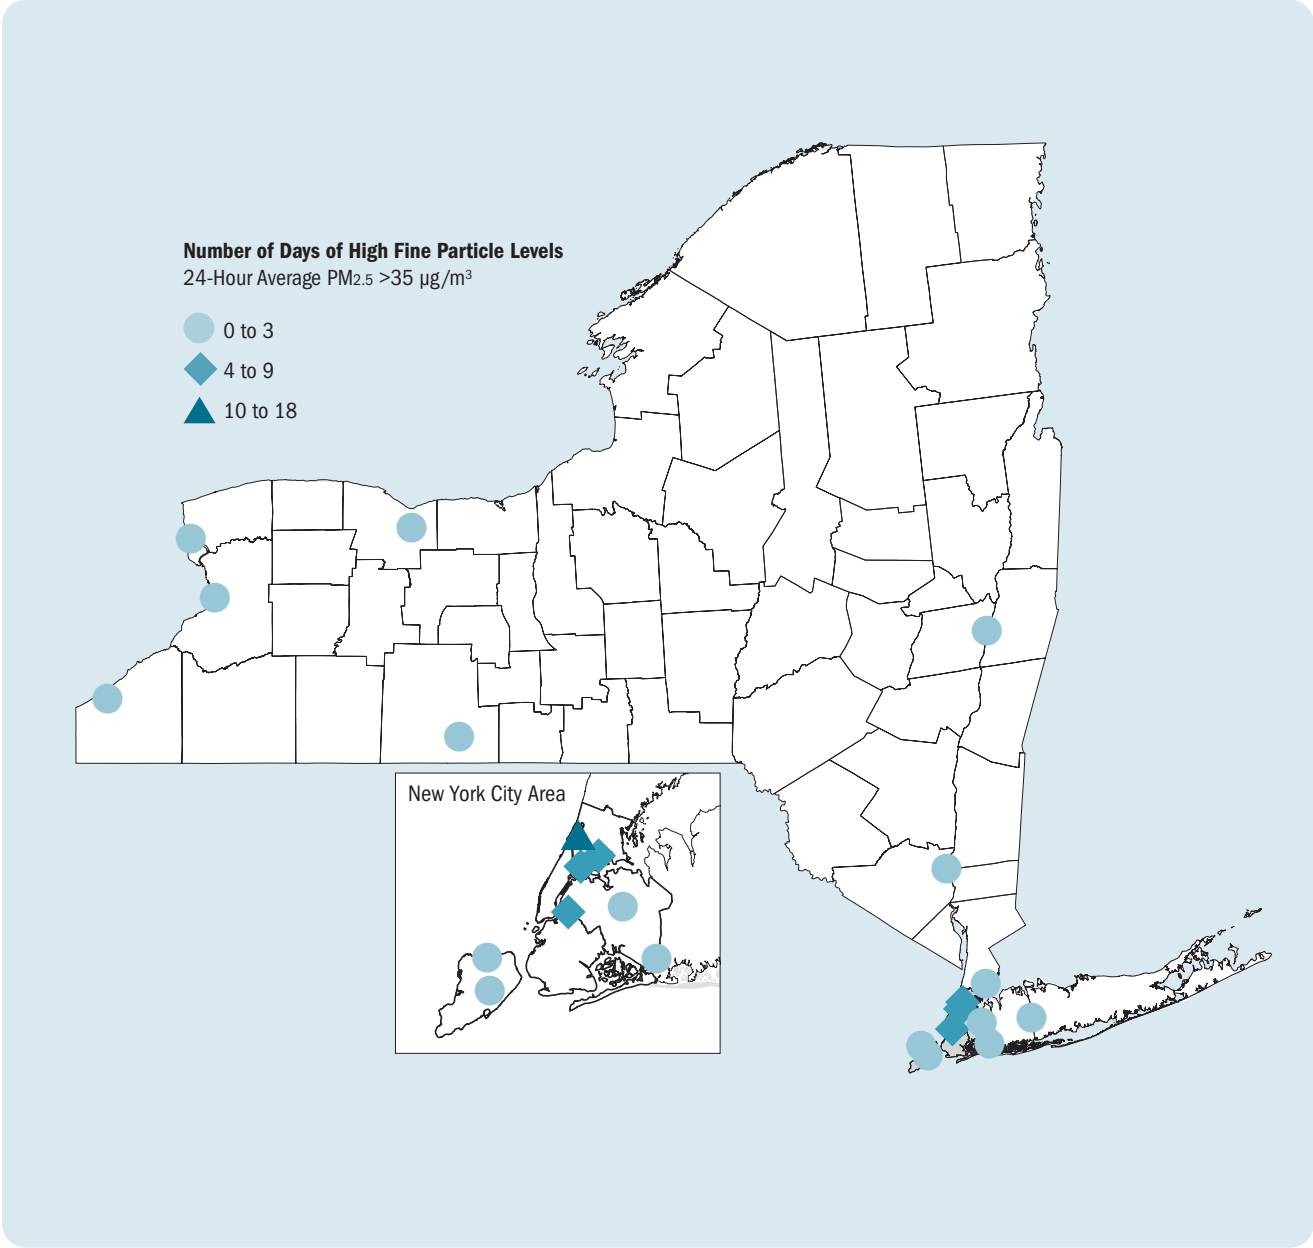 Number of Days of High Fine Particle Levels
24-Hour Average PM2.5 >35 µg/m³
0 to 3
4 to 9
10 to 18
New York City Area